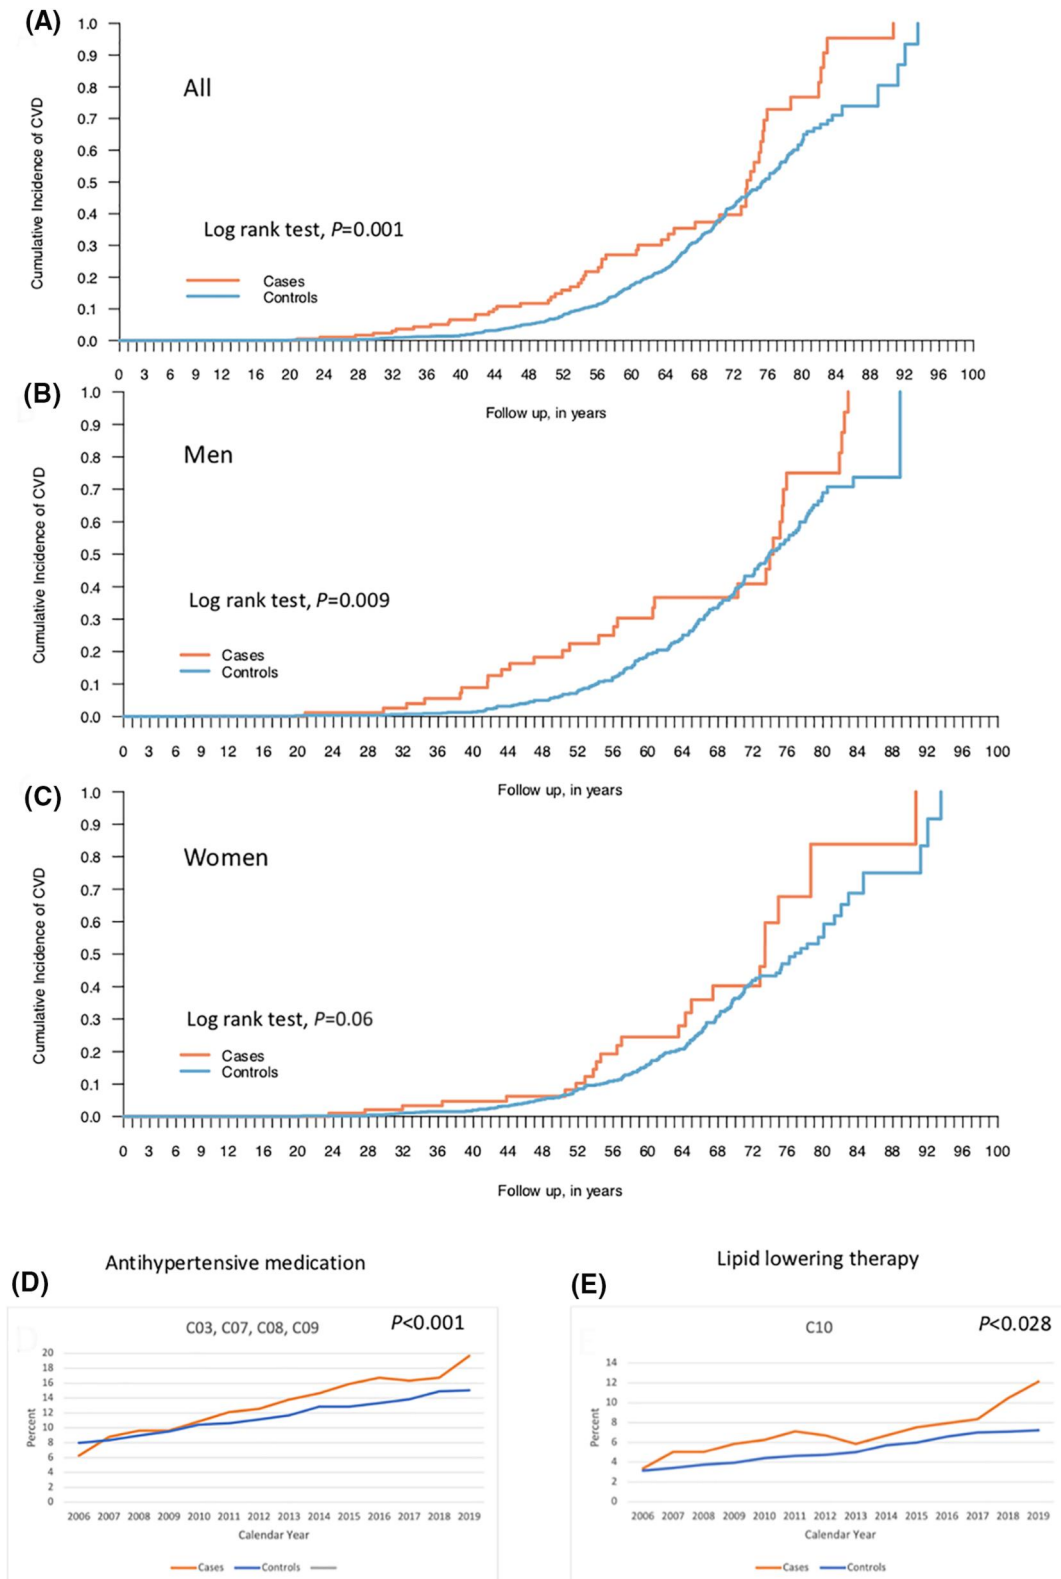 (A)
1.0
0.9
0.8
0.7
0.6
0.5
0.4
0.3
0.2
0.1
0.0
Cumulative Incidence of CVD
All
Log rank test, P=0.001
Cases
Controls
0 3 6 9 12 16 20 24 28 32 36 40 44 48 52 56 60 64 68 72 76 80 84 88 92 96 100
Follow up, in years
(B)
1.0
0.9
0.8
0.7
0.6
0.5
0.4
0.3
0.2
0.1
0.0
Cumulative Incidence of CVD
Men
Log rank test, P=0.009
Cases
Controls
0 3 6 9 12 16 20 24 28 32 36 40 44 48 52 56 60 64 68 72 76 80 84 88 92 96 100
Follow up, in years
(C)
1.0
0.9
0.8
0.7
0.6
0.5
0.4
0.3
0.2
0.1
0.0
Cumulative Incidence of CVD
Women
Log rank test, P=0.06
Cases
Controls
0 3 6 9 12 16 20 24 28 32 36 40 44 48 52 56 60 64 68 72 76 80 84 88 92 96 100
Follow up, in years
Antihypertensive medication
(D)
C03, C07, C08, C09
P<0.001
20
18
16
14
12
10
8
6
4
2
0
Percent
2006 2007 2008 2009 2010 2011 2012 2013 2014 2015 2016 2017 2018 2019
Calendar Year
Cases Controls
Lipid lowering therapy
(E)
C10
P<0.028
14
12
10
8
6
4
2
0
Percent
2006 2007 2008 2009 2010 2011 2012 2013 2014 2015 2016 2017 2018 2019
Calendar Year
Cases Controls